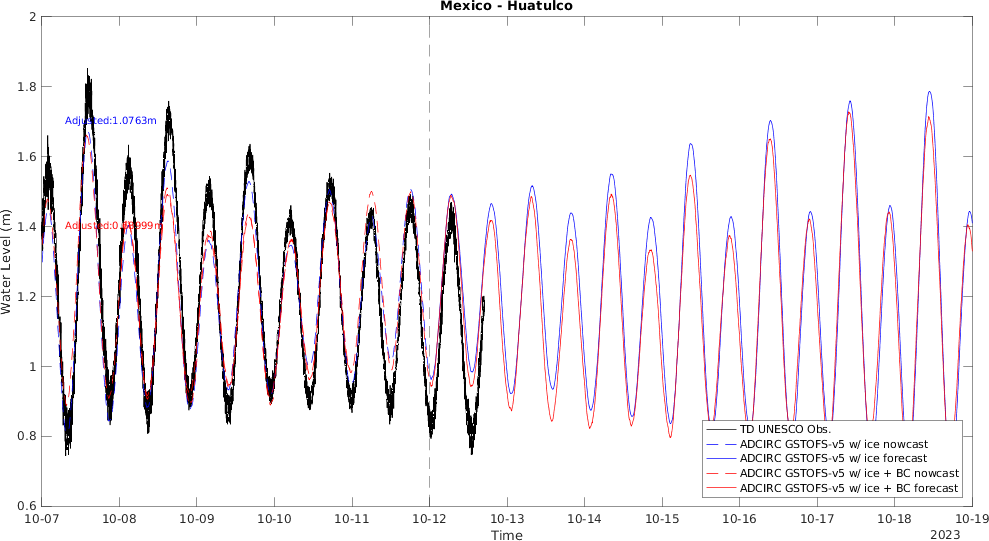 Mexico - Huatulco
Water Level (m)
2
1.8
1.6
1.4
1.2
1
0.8
0.6
Adjusted:1.0763m
TD UNESCO Obs.
ADCIRC GSTOFS-v5 w/ ice nowcast
ADCIRC GSTOFS-v5 w/ ice forecast
ADCIRC GSTOFS-v5 w/ ice + BC nowcast
ADCIRC GSTOFS-v5 w/ ice + BC forecast
10-07 10-08 10-09 10-10 10-11 10-12 10-13 10-14 10-15 10-16 10-17 10-18 10-19
Time
2023